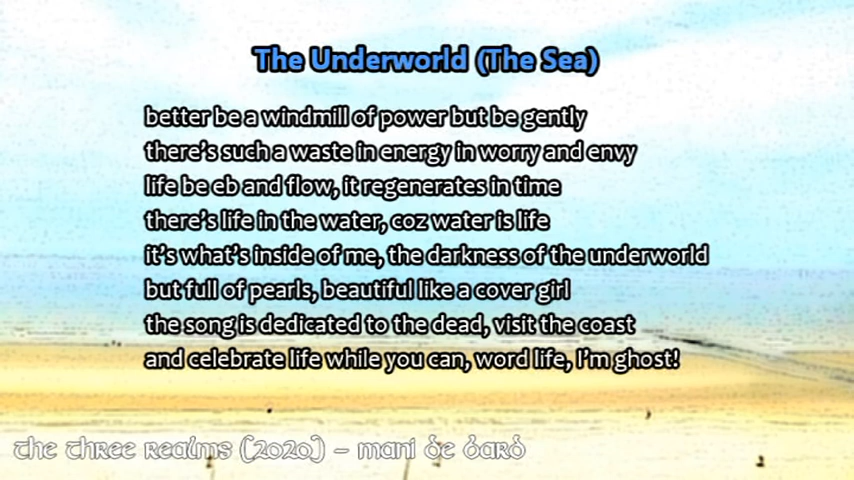 The Underworld (The Sea)
better be a windmill of power but be gently
there's such a waste in energy in worry and envy
life be eb and flow, it regenerates in time
there's life in the water, coz water is life
it's what's inside of me, the darkness of the underworld
but full of pearls, beautiful like a cover girl
the song is dedicated to the dead, visit the coast
and celebrate life while you can, word life, I'm ghost!
The Three Realms (2020) - mani de bard